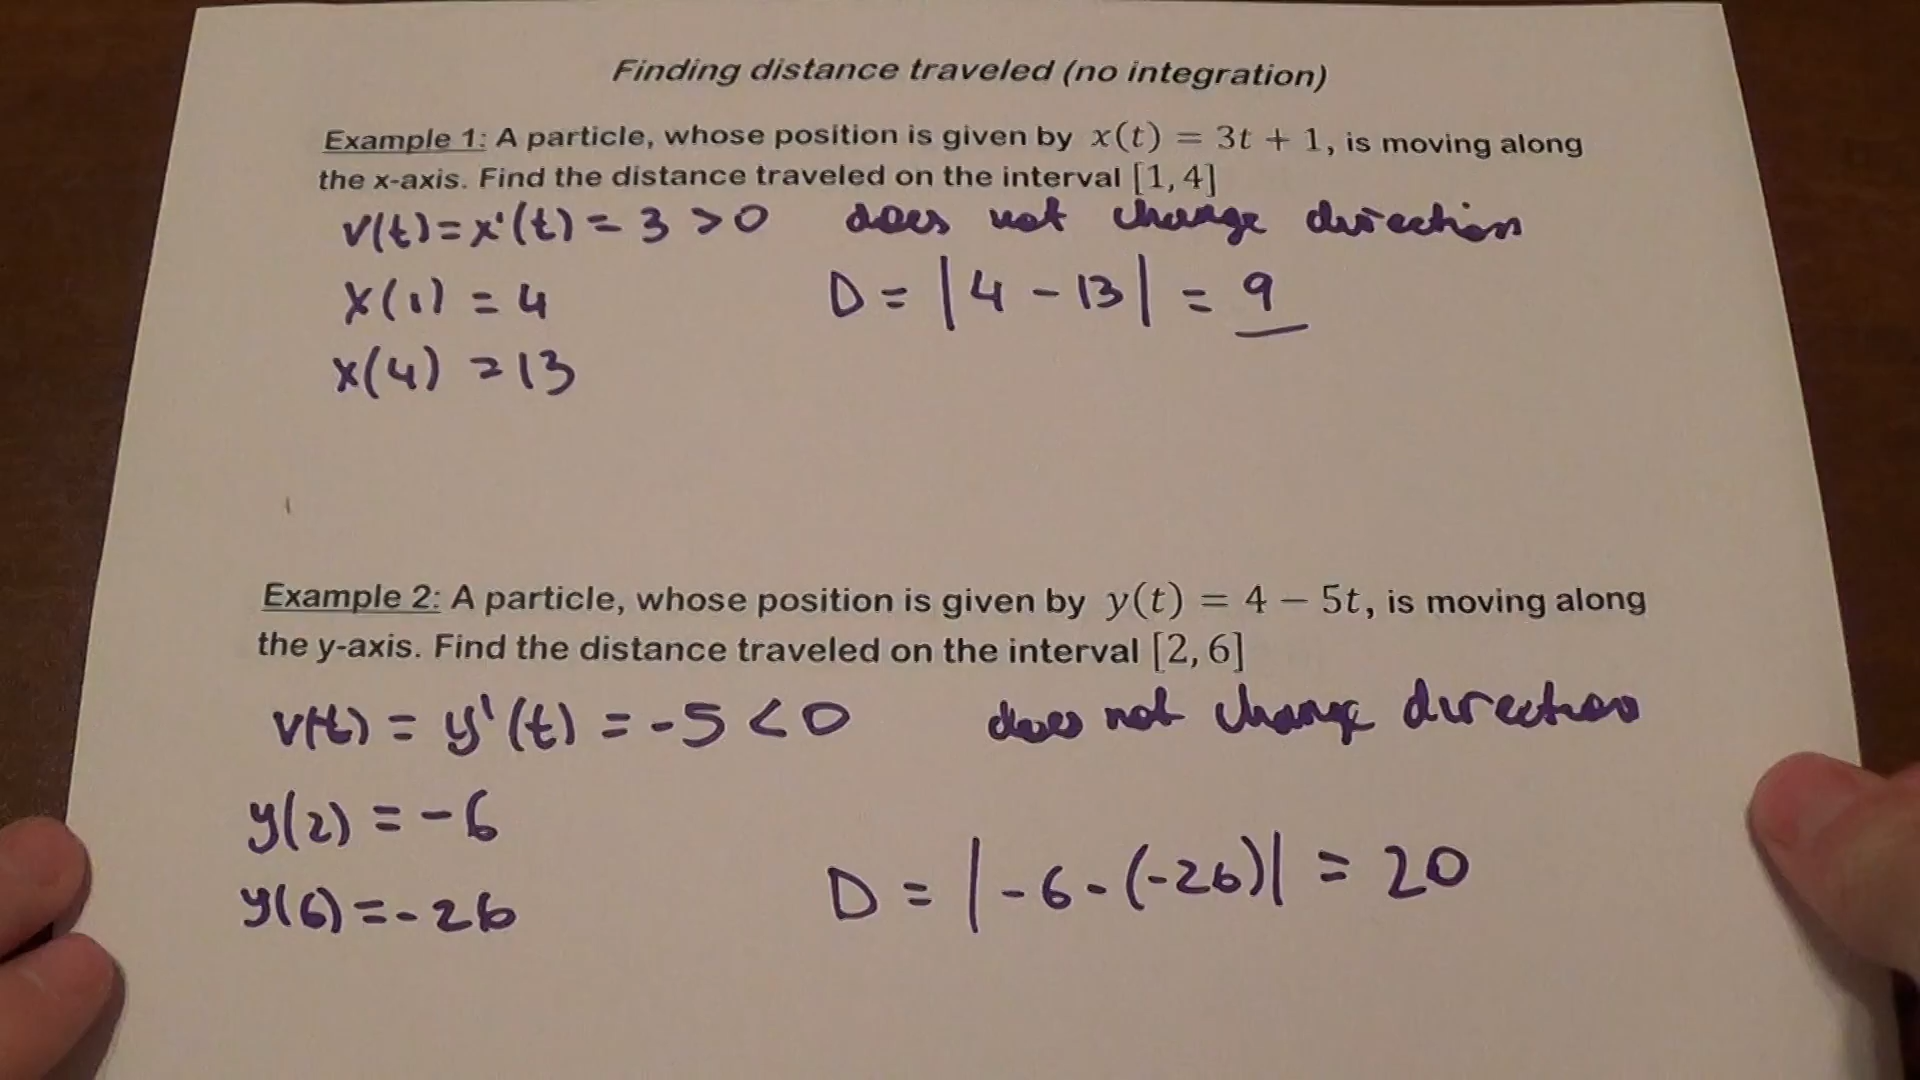 Finding distance traveled (no integration)
Example 1: A particle, whose position is given by x(t) = 3t + 1, is moving along
the x-axis. Find the distance traveled on the interval [1, 4]
v(t) = x'(t) = 3 > 0 does not change direction
x(1) = 4 D = |4 - 13| = 9
x(4) = 13
Example 2: A particle, whose position is given by y(t) = 4 − 5t, is moving along
the y-axis. Find the distance traveled on the interval [2, 6]
v(t) = y'(t) = -5 < 0 does not change direction
y(2) = -6
y(6) = -26 D = |-6 - (-26)| = 20